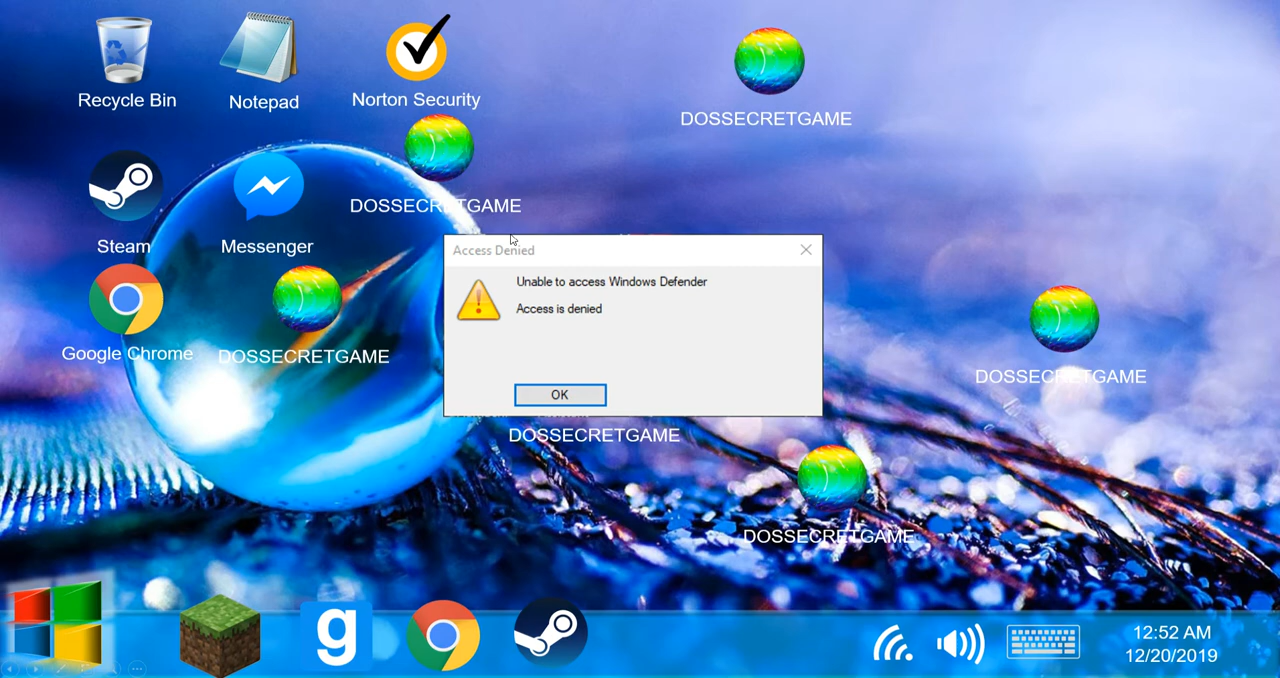 Recycle Bin
Notepad
Norton Security
DOSSECRETGAME
DOSSECRETGAME
Steam
Messenger
Access Denied
Unable to access Windows Defender
Access is denied
OK
Google Chrome
DOSSECRETGAME
DOSSECRETGAME
DOSSECRETGAME
DOSSECRETGAME
g
12:52 AM
12/20/2019